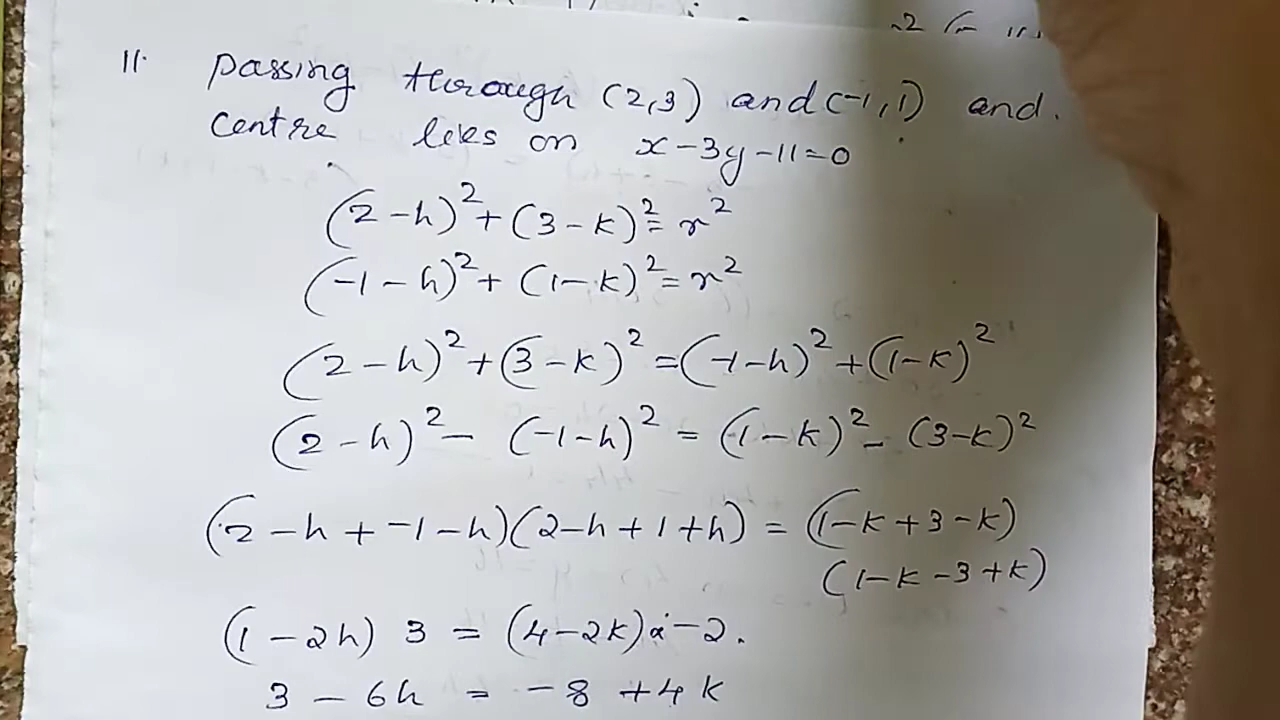 11. Passing through (2,3) and (-1,1) and.
centre lies on x-3y-11=0
(2-h)²+(3-k)²=r²
(-1-h)²+(1-k)²=r²
(2-h)²+(3-k)²=(-1-h)²+(1-k)²
(2-h)²-(-1-h)²=(1-k)²-(3-k)²
(2-h+-1-h)(2-h+1+h)=(1-k+3-k)
(1-k-3+k)
(1-2h) 3 = (4-2k)x-2.
3-6h = -8+4k